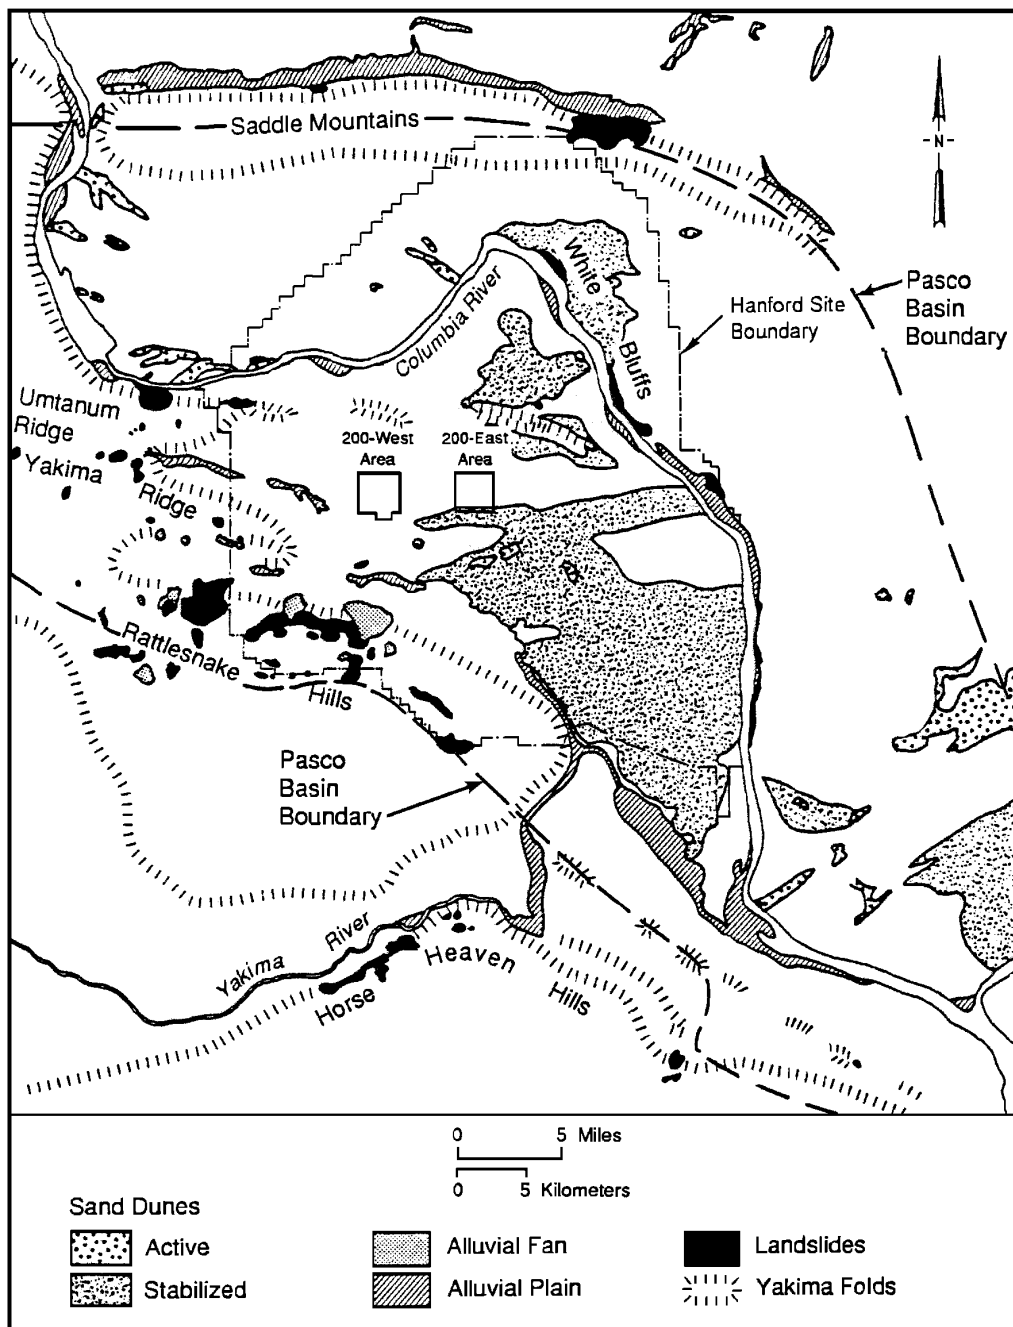 N
Saddle Mountains
White
Bluffs
Columbia River
Hanford Site
Boundary
Pasco
Basin
Boundary
Umtanum
Ridge
Yakima
Ridge
200-West
Area
200-East
Area
Rattlesnake
Hills
Pasco
Basin
Boundary
Yakima River
Horse Heaven Hills
0 5 Miles
0 5 Kilometers
Sand Dunes
Active
Stabilized
Alluvial Fan
Alluvial Plain
Landslides
Yakima Folds